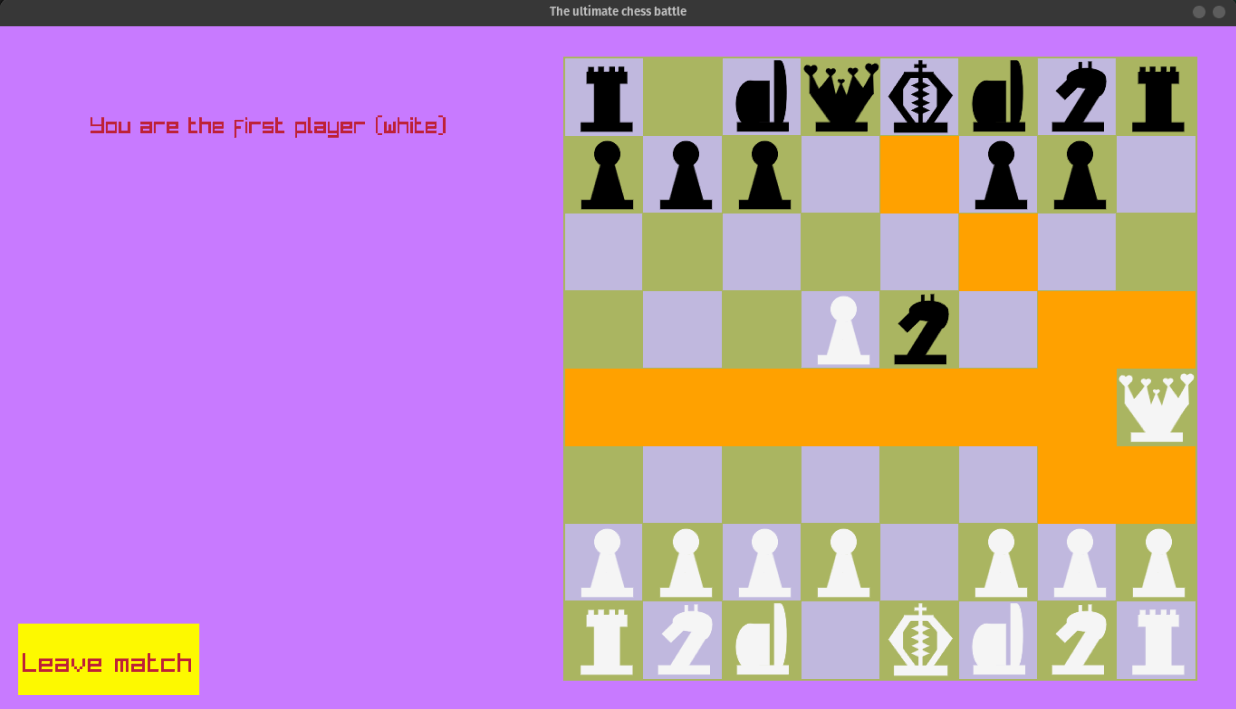 The ultimate chess battle
You are the first player (white)
Leave match